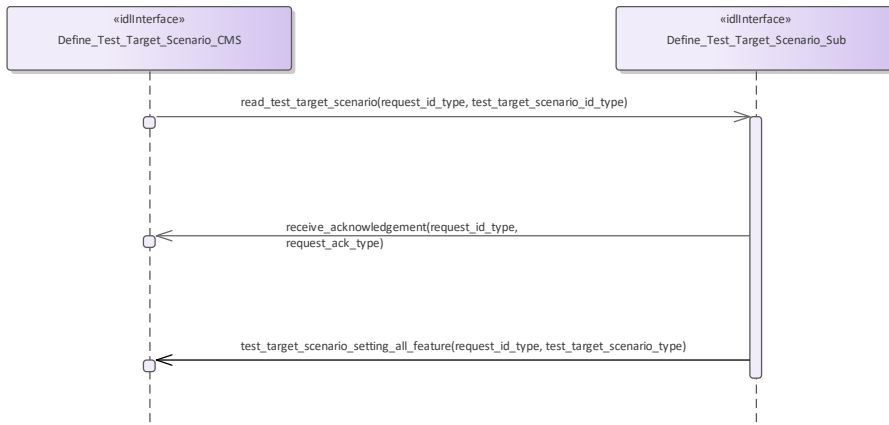 «idlInterface»
Define_Test_Target_Scenario_CMS
«idlInterface»
Define_Test_Target_Scenario_Sub
read_test_target_scenario(request_id_type, test_target_scenario_id_type)
receive_acknowledgement(request_id_type,
request_ack_type)
test_target_scenario_setting_all_feature(request_id_type, test_target_scenario_type)